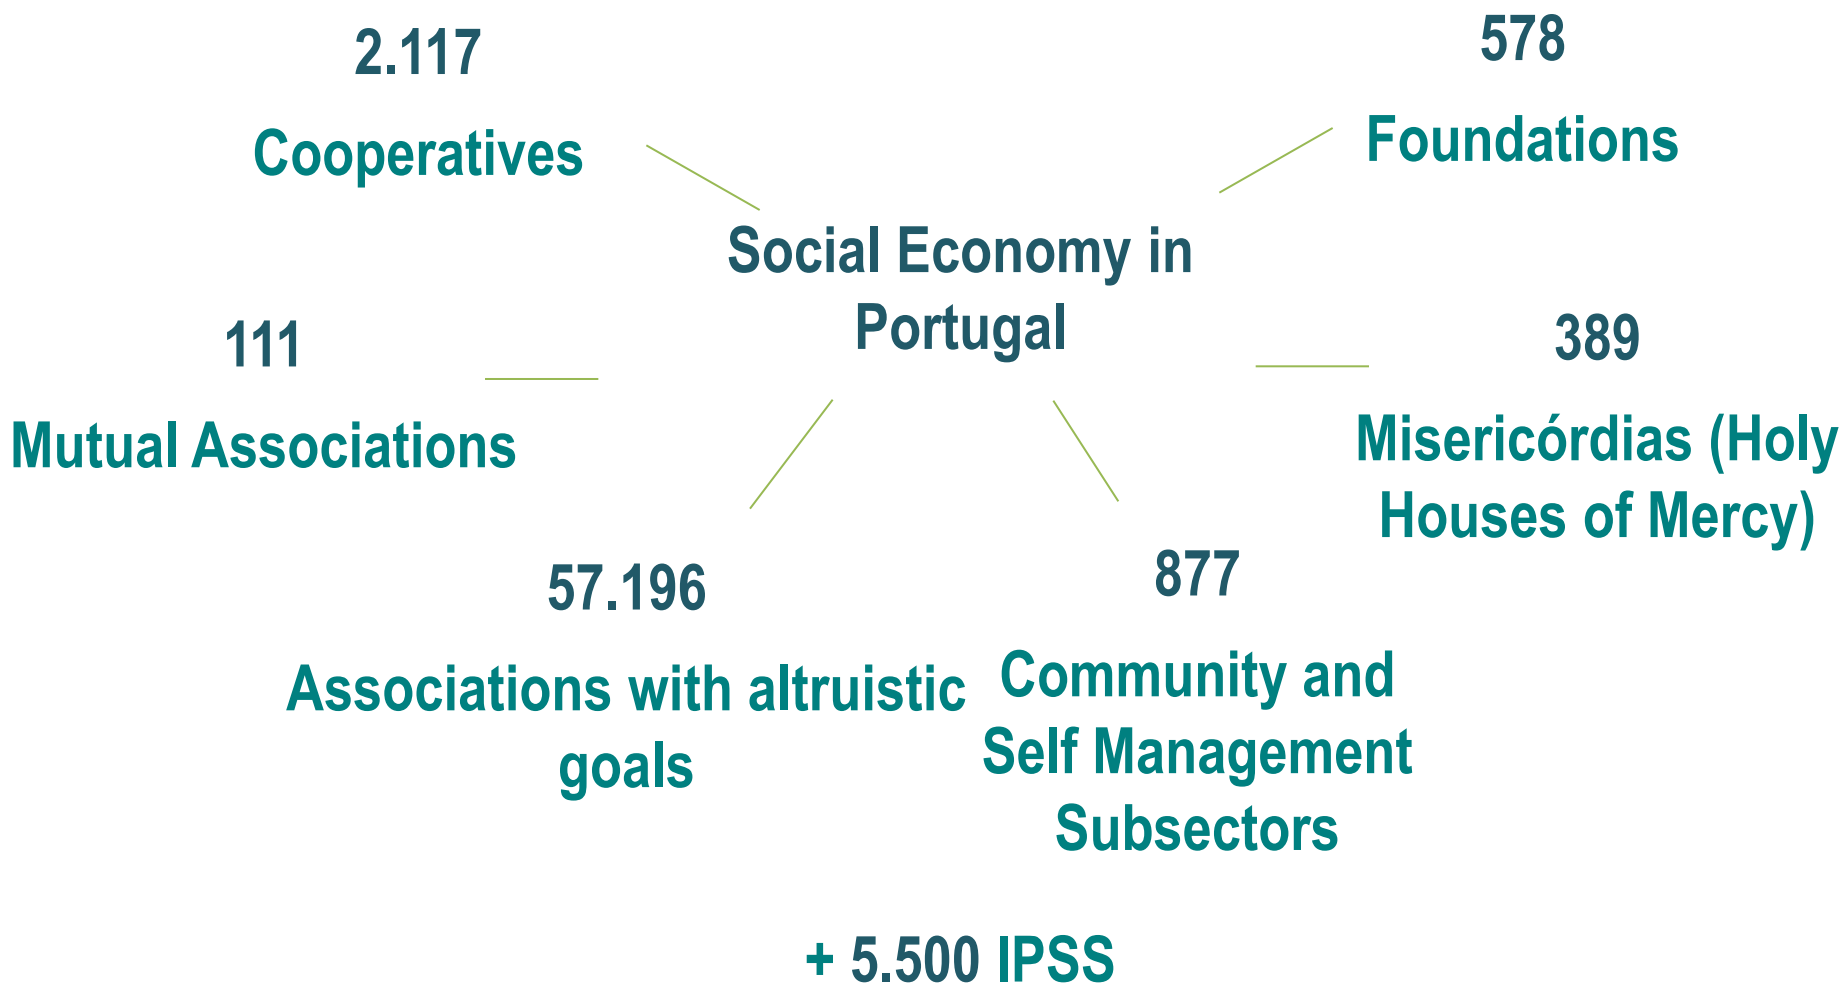 2.117
Cooperatives
578
Foundations
Social Economy in
Portugal
111
Mutual Associations
389
Misericórdias (Holy
Houses of Mercy)
57.196
Associations with altruistic
goals
877
Community and
Self Management
Subsectors
+ 5.500 IPSS